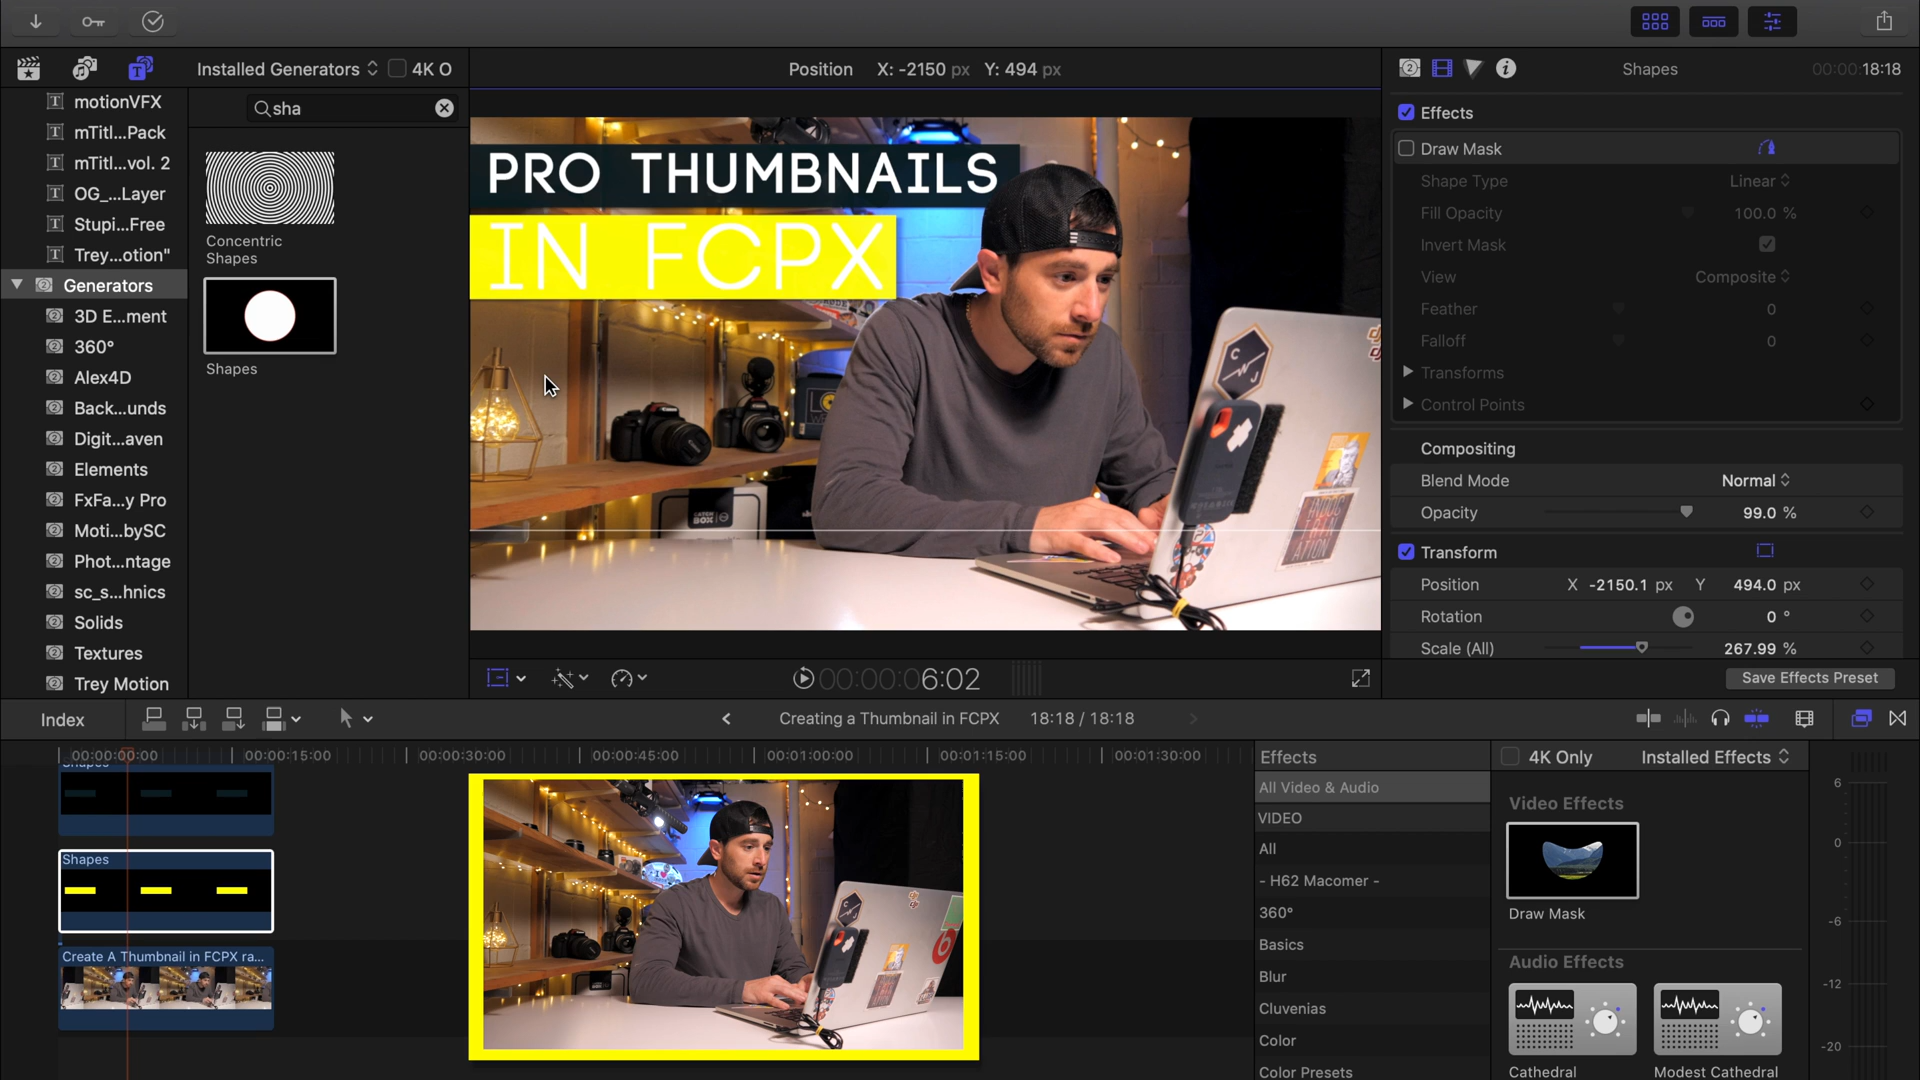 Installed Generators
4K O
Position X: -2150 px Y: 494 px
Shapes
00:00:18:18
motionVFX
mTitl...Pack
mTitl...vol. 2
OG_...Layer
Stupi...Free
Trey...otion"
Generators
3D E...ment
360°
Alex4D
Back...unds
Digit...aven
Elements
FxFa...y Pro
Moti...bySC
Phot...ntage
sc_s...hnics
Solids
Textures
Trey Motion
sha
Concentric
Shapes
Shapes
PRO THUMBNAILS
IN FCPX
C W J
CATCH
BOX
Effects
Draw Mask
Shape Type Linear
Fill Opacity 100.0 %
Invert Mask
View Composite
Feather 0
Falloff 0
Transforms
Control Points
Compositing
Blend Mode Normal
Opacity 99.0 %
Transform
Position X -2150.1 px Y 494.0 px
Rotation 0 °
Scale (All) 267.99 %
Save Effects Preset
00:00:06:02
Index
Creating a Thumbnail in FCPX 18:18 / 18:18
00:00:00:00
00:00:15:00
00:00:30:00
00:00:45:00
00:01:00:00
00:01:15:00
00:01:30:00
Shapes
Shapes
Create A Thumbnail in FCPX ra...
Effects
4K Only
Installed Effects
All Video & Audio
VIDEO
All
- H62 Macomer -
360°
Basics
Blur
Cluvenias
Color
Color Presets
Video Effects
Draw Mask
Audio Effects
Cathedral
Modest Cathedral
6
0
-6
-12
-20